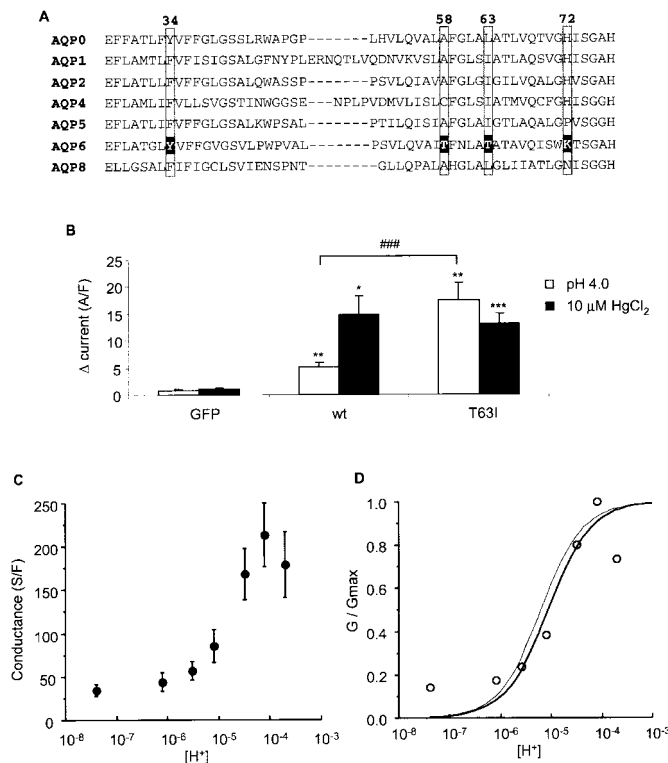 A
34 58 63 72
AQP0 EFFATLFYVFFGLGSSLRWAPGP-------LHVLQVALAFGLALATLVQTVGHISGAH
AQP1 EFLAMTLFVFISIGSALGFNYPLERNQTLVQDNVKVSLAFGLSIATLAQSVGHISGAH
AQP2 EFLATLLFVFFGLGSALQWASSP-------PSVLQIAVAFGLGIGTLVQALGHVSGAH
AQP4 EFLAMLIFVLLSVGSTINWGGSE----NPLPVDMVLISLCFGLSIATMVQCFGHISGGH
AQP5 EFLATLIFVFFGLGSALKWPSAL-------PTILQISIAFGLAIGTLAQALGPVSGAH
AQP6 EFLATGLYVFFGVGSVLPWPVAL-------PSVLQVAITFNLATATAVQISWKTSGAH
AQP8 ELLGSALFIFIGCLSVIENSPNT-------GLLQPALAHGLALGLIIATLGNISGGH
B
###
25
20
15
10
5
0
Δ current (A/F)
**
*
**
***
pH 4.0
10 µM HgCl2
GFP wt T63I
C
250
200
150
100
50
0
Conductance (S/F)
10-8 10-7 10-6 10-5 10-4 10-3
[H+]
D
1.0
0.8
0.6
0.4
0.2
0.0
G / Gmax
10-8 10-7 10-6 10-5 10-4 10-3
[H+]